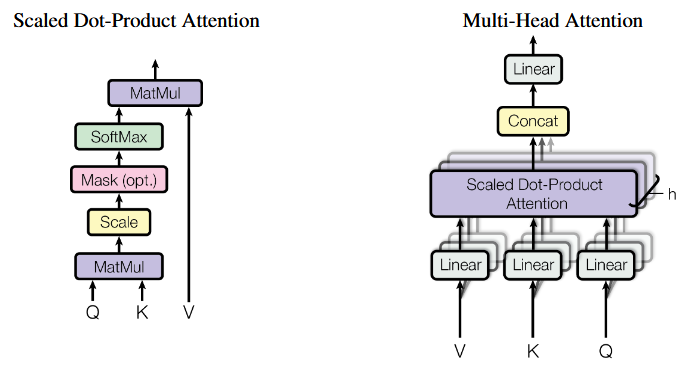 Scaled Dot-Product Attention
MatMul
SoftMax
Mask (opt.)
Scale
MatMul
Q K V
Multi-Head Attention
Linear
Concat
Scaled Dot-Product
Attention
h
Linear Linear Linear
V K Q